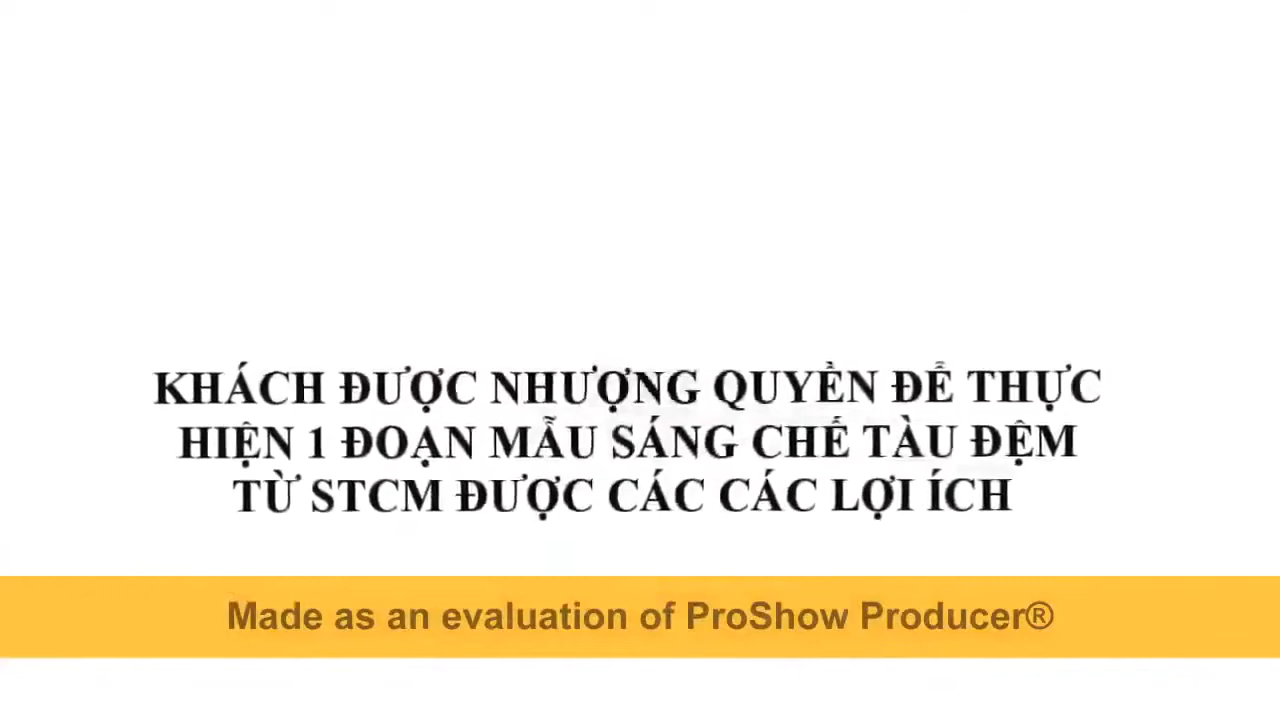 KHÁCH ĐƯỢC NHƯỢNG QUYỀN ĐỂ THỰC
HIỆN 1 ĐOẠN MẪU SÁNG CHẾ TÀU ĐỆM
TỪ STCM ĐƯỢC CÁC CÁC LỢI ÍCH
Made as an evaluation of ProShow Producer®